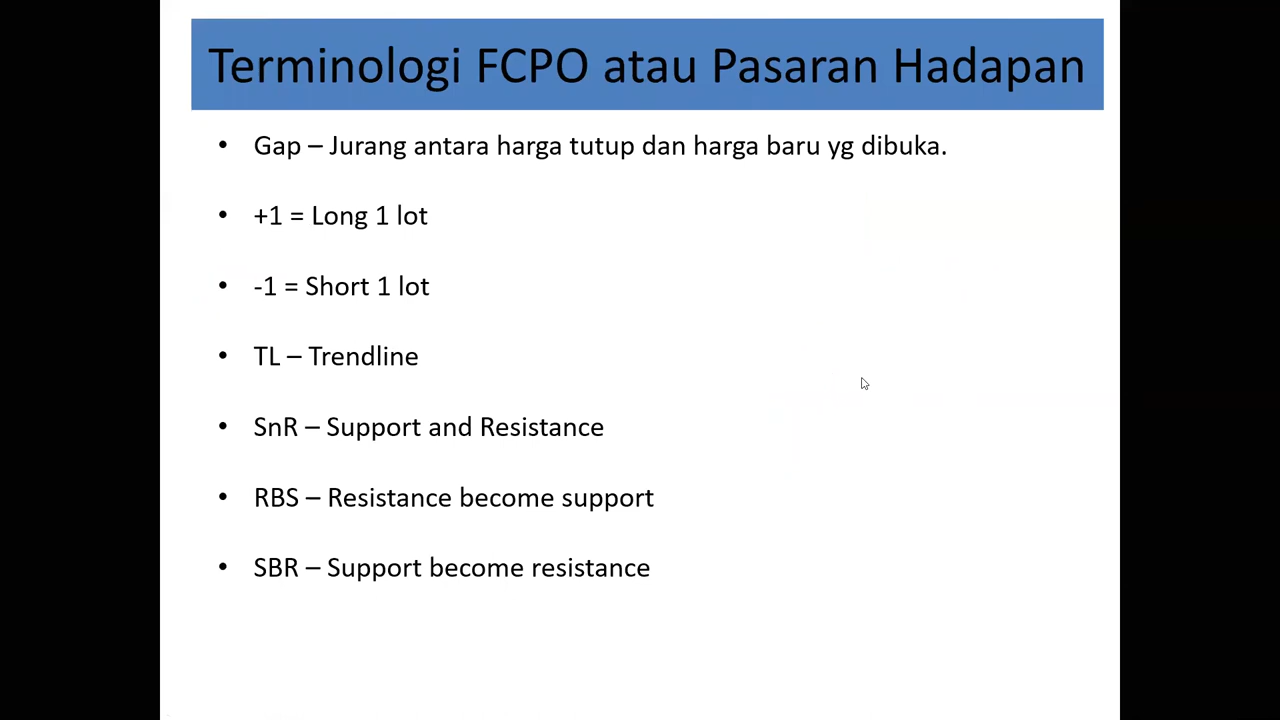 Terminologi FCPO atau Pasaran Hadapan
• Gap – Jurang antara harga tutup dan harga baru yg dibuka.
• +1 = Long 1 lot
• -1 = Short 1 lot
• TL – Trendline
• SnR – Support and Resistance
• RBS – Resistance become support
• SBR – Support become resistance